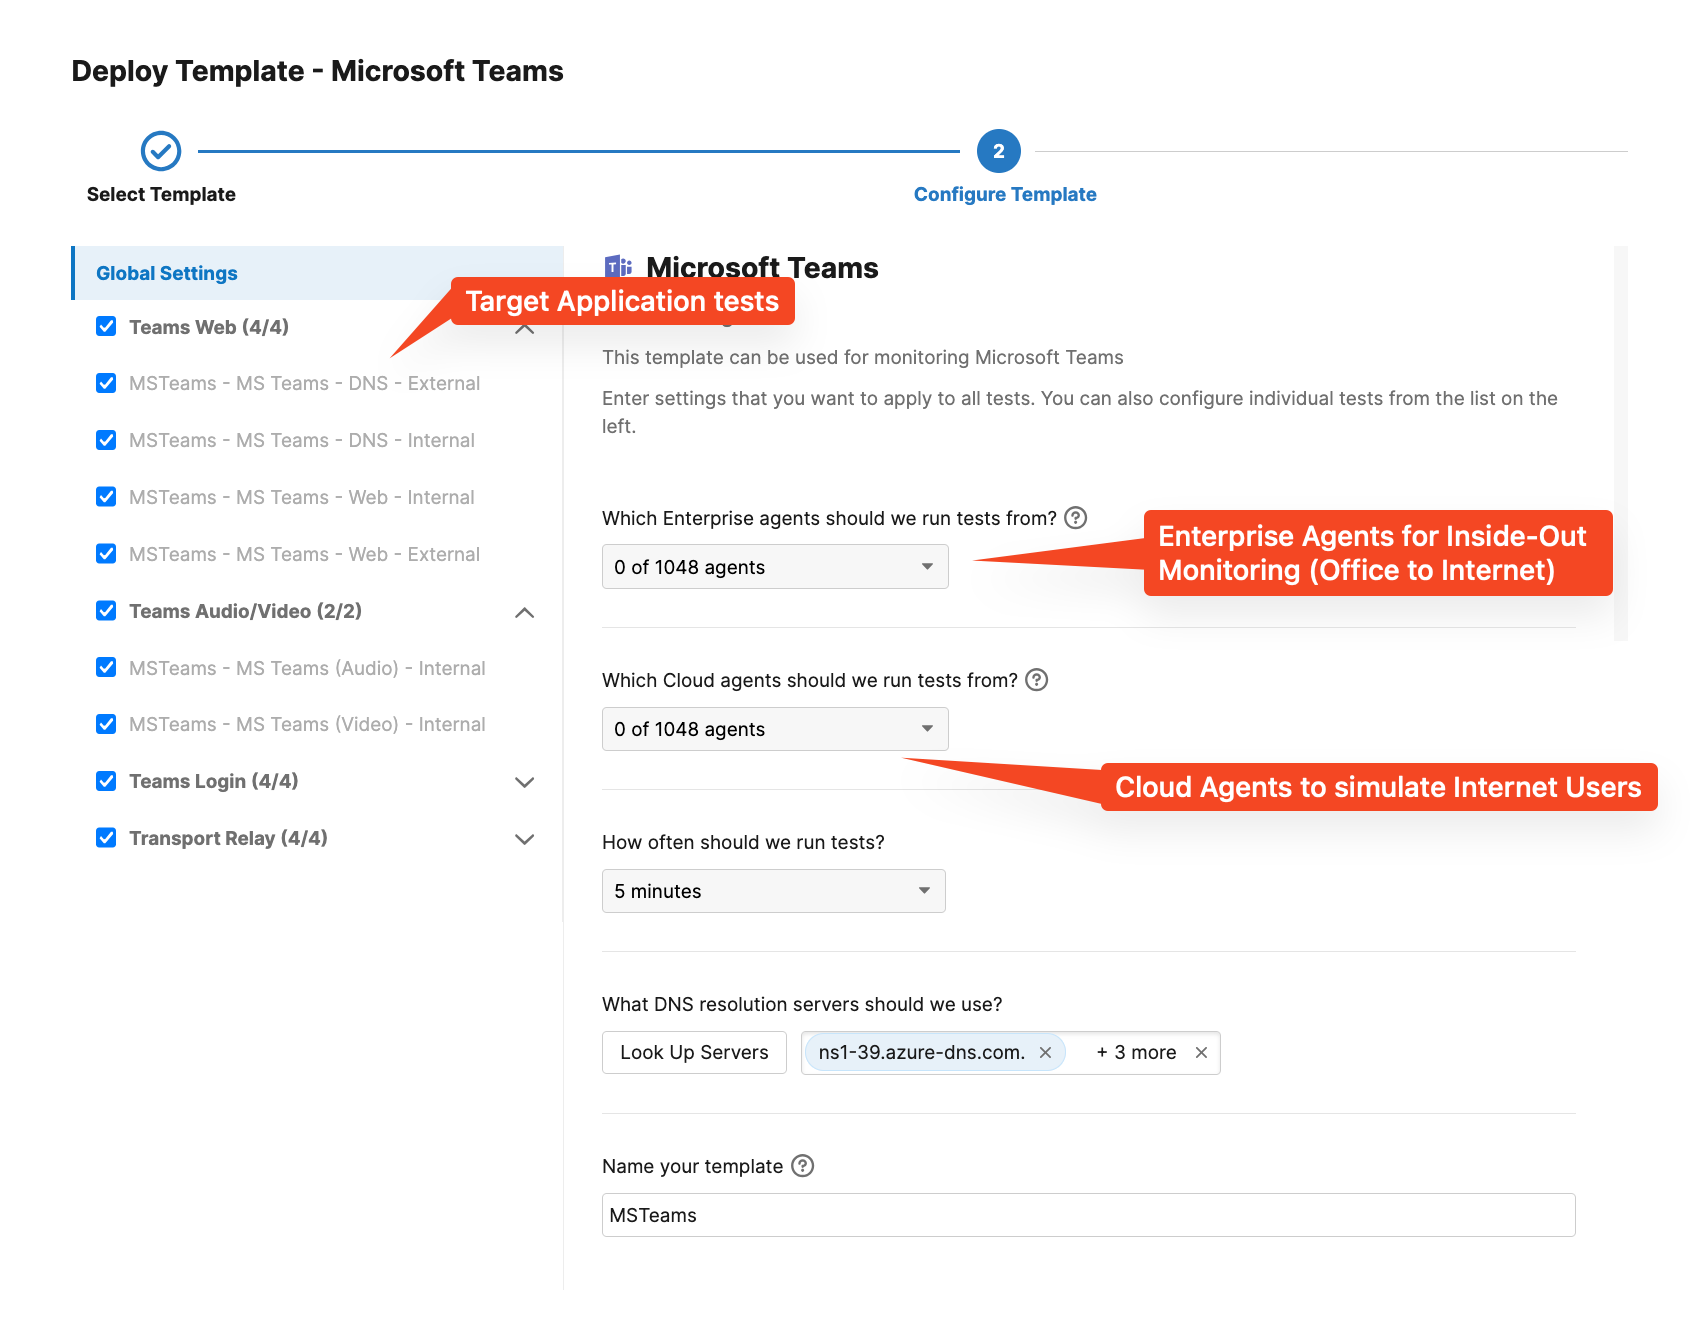 Deploy Template - Microsoft Teams
2
Select Template
Configure Template
Global Settings
Teams Web (4/4)
MSTeams - MS Teams - DNS - External
MSTeams - MS Teams - DNS - Internal
MSTeams - MS Teams - Web - Internal
MSTeams - MS Teams - Web - External
Teams Audio/Video (2/2)
MSTeams - MS Teams (Audio) - Internal
MSTeams - MS Teams (Video) - Internal
Teams Login (4/4)
Transport Relay (4/4)
Target Application tests
Microsoft Teams
This template can be used for monitoring Microsoft Teams
Enter settings that you want to apply to all tests. You can also configure individual tests from the list on the
left.
Which Enterprise agents should we run tests from? ?
0 of 1048 agents
Enterprise Agents for Inside-Out
Monitoring (Office to Internet)
Which Cloud agents should we run tests from? ?
0 of 1048 agents
Cloud Agents to simulate Internet Users
How often should we run tests?
5 minutes
What DNS resolution servers should we use?
Look Up Servers
ns1-39.azure-dns.com. × + 3 more ×
Name your template ?
MSTeams